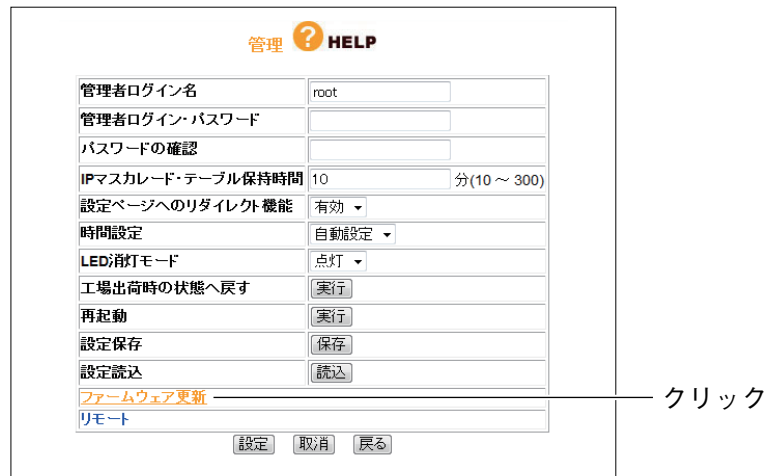 管理 ? HELP
管理者ログイン名 root
管理者ログイン・パスワード
パスワードの確認
IPマスカレード・テーブル保持時間 10 分(10 ～ 300)
設定ページへのリダイレクト機能 有効
時間設定 自動設定
LED消灯モード 点灯
工場出荷時の状態へ戻す 実行
再起動 実行
設定保存 保存
設定読込 読込
ファームウェア更新 クリック
リモート
設定 取消 戻る